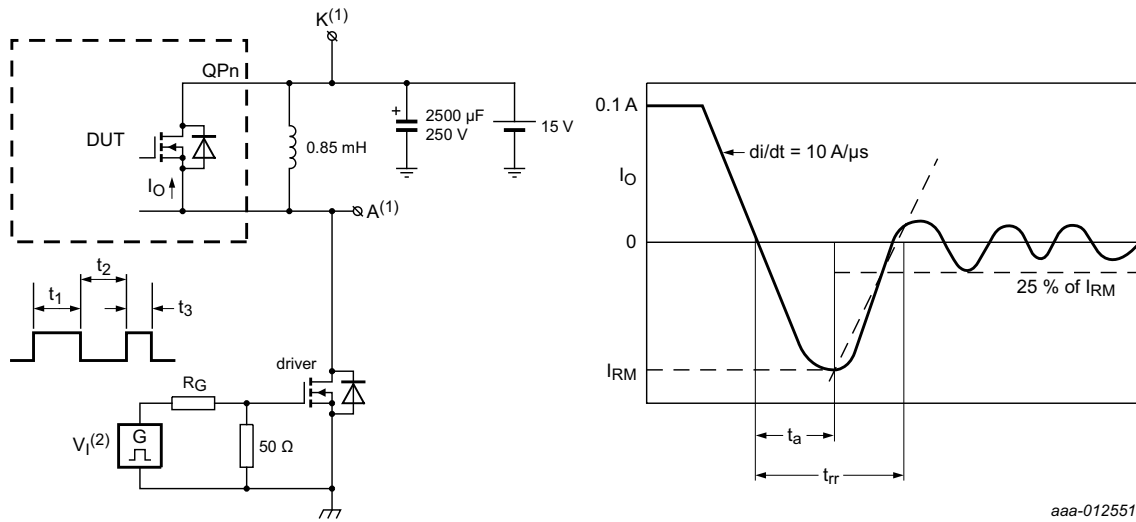 K(1)
QPn
2500 µF
250 V
15 V
DUT
0.85 mH
IO
A(1)
t2
t1
t3
driver
RG
VI(2)
G
50 Ω
0.1 A
di/dt = 10 A/µs
IO
0
25 % of IRM
IRM
ta
trr
aaa-012551